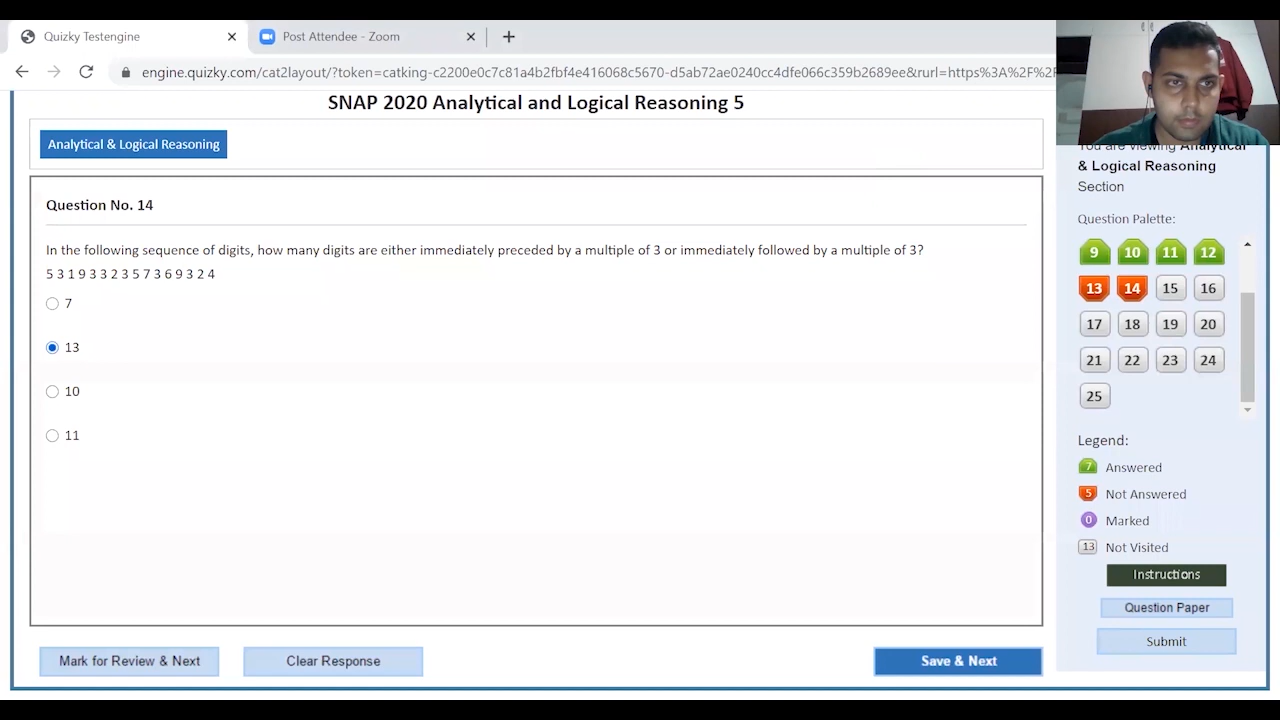 Quizky Testengine
Post Attendee - Zoom
engine.quizky.com/cat2layout/?token=catking-c2200e0c7c81a4b2fbf4e416068c5670-d5ab72ae0240cc4dfe066c359b2689ee&rurl=https%3A%2F%2F
SNAP 2020 Analytical and Logical Reasoning 5
Analytical & Logical Reasoning
Question No. 14
In the following sequence of digits, how many digits are either immediately preceded by a multiple of 3 or immediately followed by a multiple of 3?
5 3 1 9 3 3 2 3 5 7 3 6 9 3 2 4
7
13
10
11
Mark for Review & Next
Clear Response
Save & Next
You are viewing Analytical
& Logical Reasoning
Section
Question Palette:
9 10 11 12
13 14 15 16
17 18 19 20
21 22 23 24
25
Legend:
7 Answered
5 Not Answered
0 Marked
13 Not Visited
Instructions
Question Paper
Submit